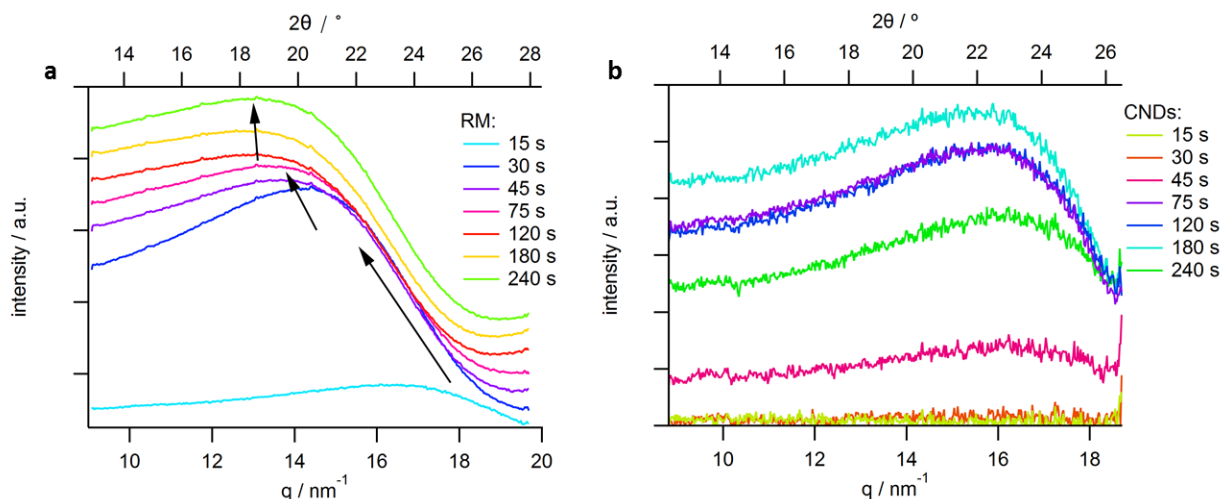 2θ / °
14 16 18 20 22 24 26 28
a
RM:
15 s
30 s
45 s
75 s
120 s
180 s
240 s
intensity / a.u.
10 12 14 16 18 20
q / nm⁻¹
2θ / º
14 16 18 20 22 24 26
b
CNDs:
15 s
30 s
45 s
75 s
120 s
180 s
240 s
intensity / a.u.
10 12 14 16 18
q / nm⁻¹